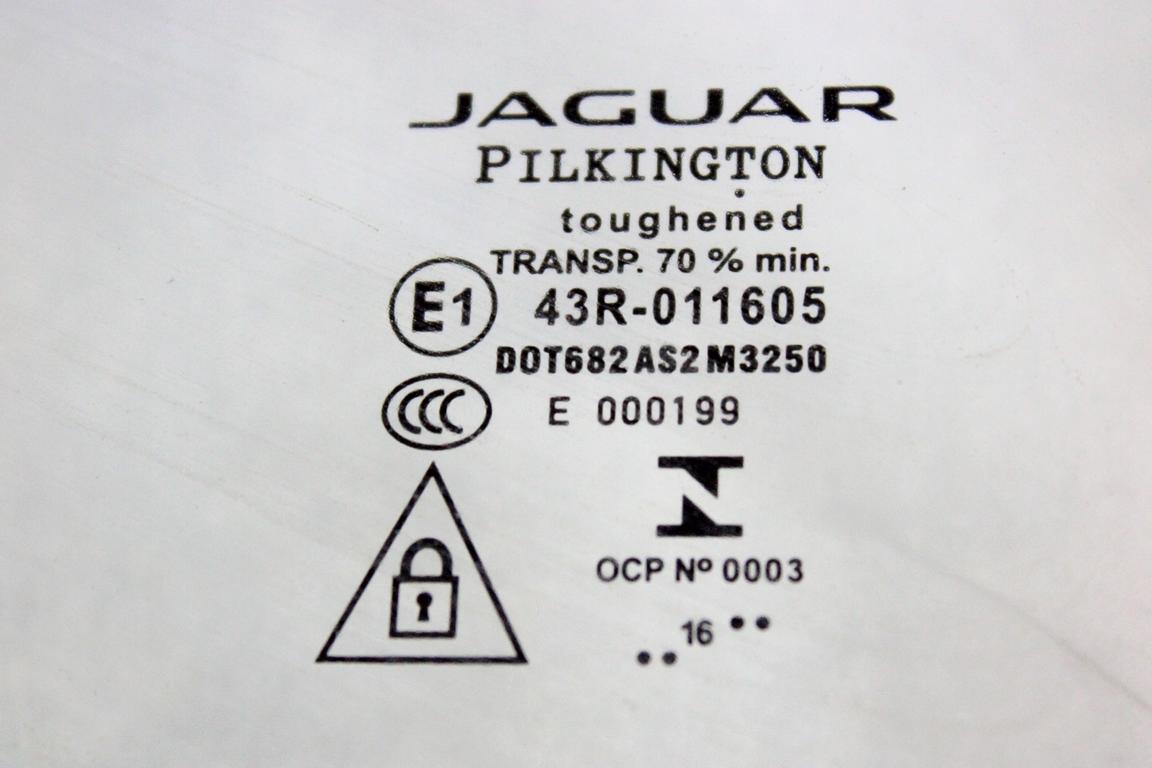 JAGUAR
PILKINGTON
toughened
TRANSP. 70 % min.
E1 43R-011605
DOT682 AS2 M3250
CCC E 000199
OCP Nº 0003
..16..